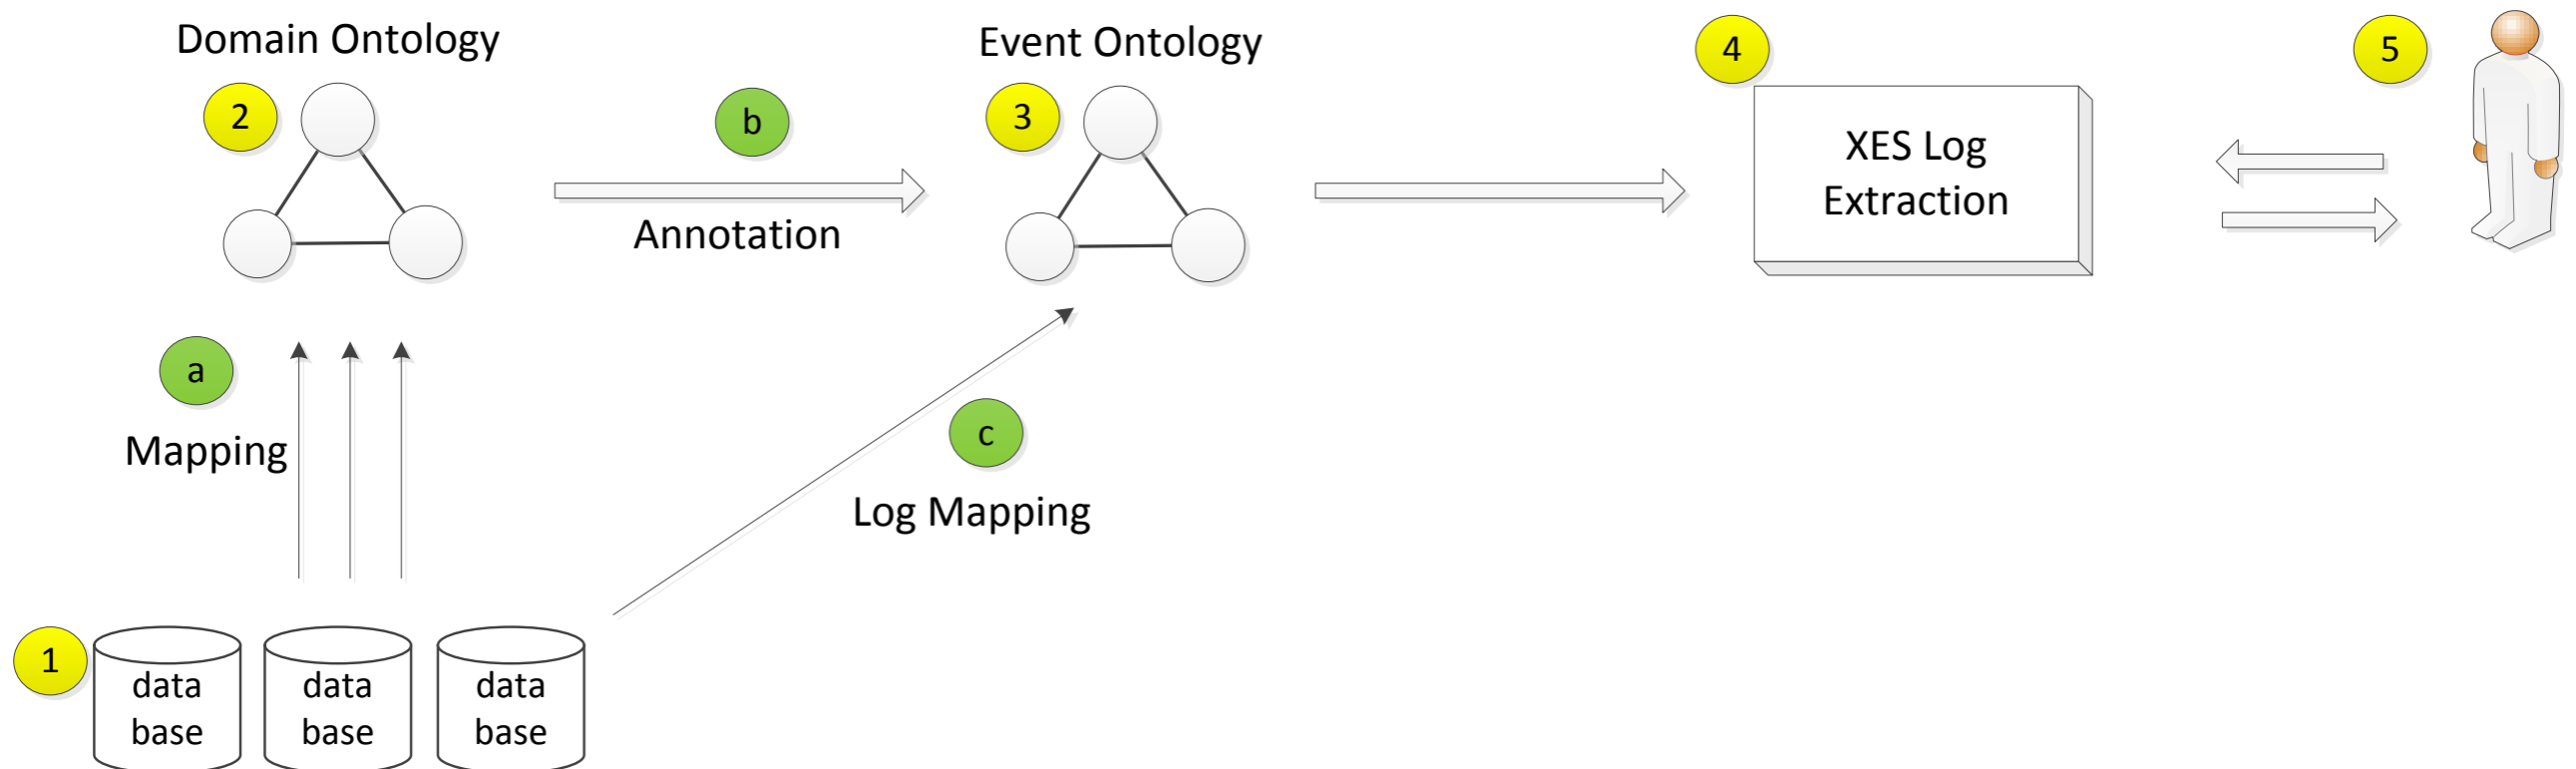 Domain Ontology
Event Ontology
4
5
2
b
3
XES Log
Extraction
Annotation
a
Mapping
c
Log Mapping
1
data
base
data
base
data
base